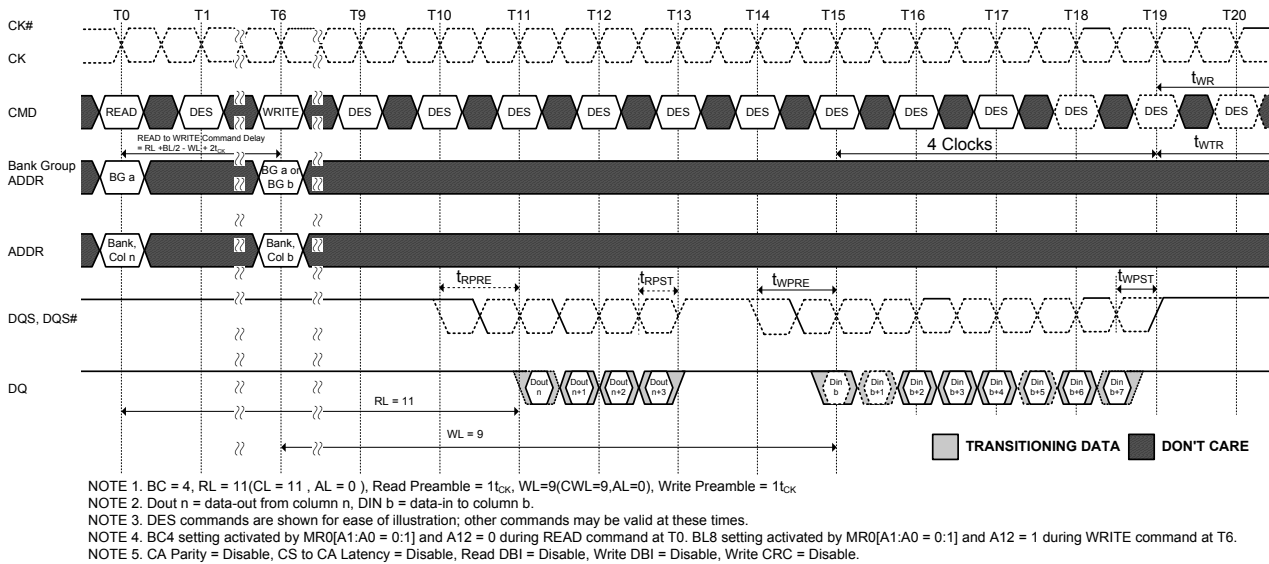 T0 T1 T6 T9 T10 T11 T12 T13 T14 T15 T16 T17 T18 T19 T20
CK#
CK
tWR
CMD READ DES WRITE DES DES DES DES DES DES DES DES DES DES DES DES
READ to WRITE Command Delay
= RL +BL/2 - WL + 2tCK
4 Clocks
tWTR
Bank Group
ADDR
BG a
BG a or
BG b
ADDR
Bank,
Col n
Bank,
Col b
tRPRE tRPST tWPRE tWPST
DQS, DQS#
DQ
Dout
n
Dout
n+1
Dout
n+2
Dout
n+3
Din
b
Din
b+1
Din
b+2
Din
b+3
Din
b+4
Din
b+5
Din
b+6
Din
b+7
RL = 11
WL = 9
TRANSITIONING DATA DON'T CARE
NOTE 1. BC = 4, RL = 11(CL = 11 , AL = 0 ), Read Preamble = 1tCK, WL=9(CWL=9,AL=0), Write Preamble = 1tCK
NOTE 2. Dout n = data-out from column n, DIN b = data-in to column b.
NOTE 3. DES commands are shown for ease of illustration; other commands may be valid at these times.
NOTE 4. BC4 setting activated by MR0[A1:A0 = 0:1] and A12 = 0 during READ command at T0. BL8 setting activated by MR0[A1:A0 = 0:1] and A12 = 1 during WRITE command at T6.
NOTE 5. CA Parity = Disable, CS to CA Latency = Disable, Read DBI = Disable, Write DBI = Disable, Write CRC = Disable.